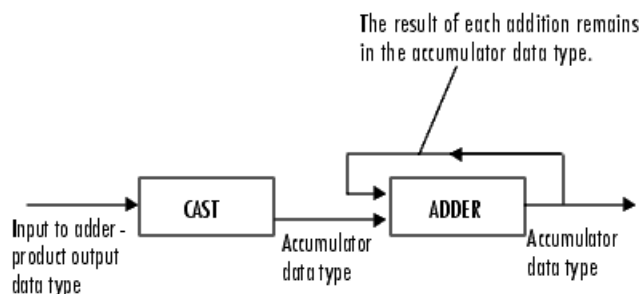 The result of each addition remains
in the accumulator data type.
CAST
ADDER
Input to adder -
product output
data type
Accumulator
data type
Accumulator
data type